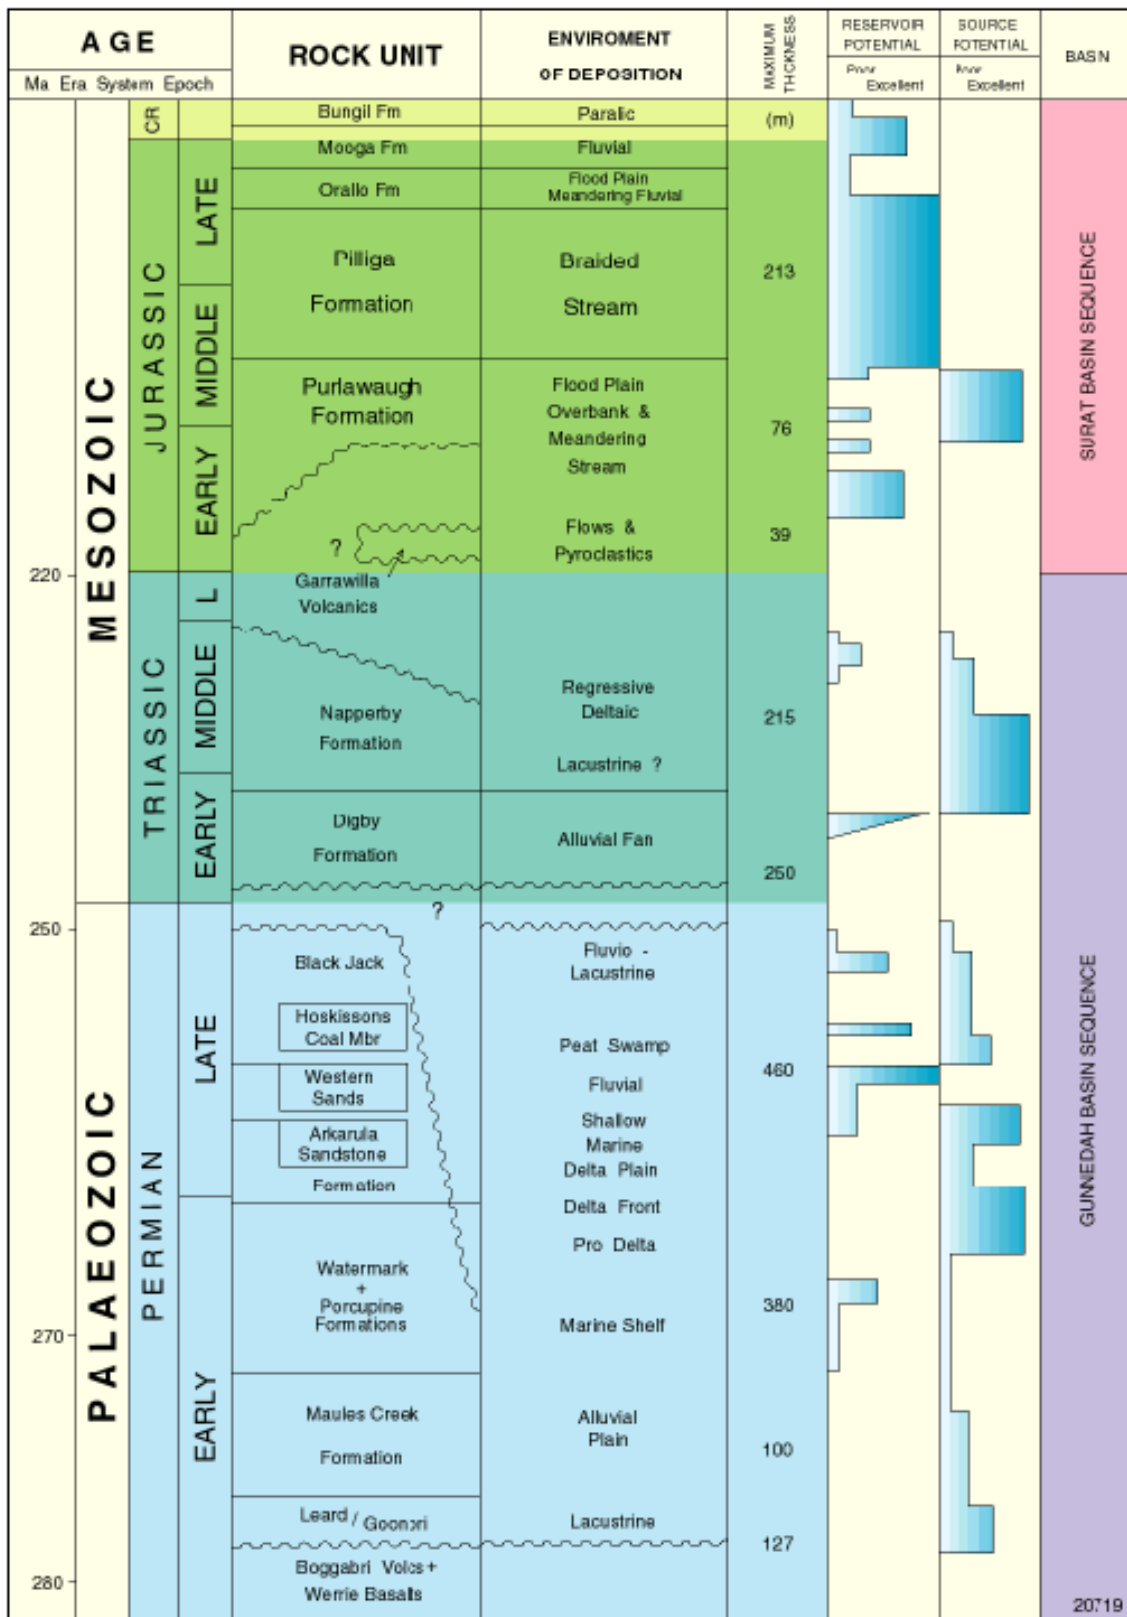 AGE
Ma Era System Epoch
ROCK UNIT
ENVIROMENT
OF DEPOSITION
MAXIMUM
THICKNESS
RESERVOIR
POTENTIAL
Poor
Excellent
SOURCE
POTENTIAL
Poor
Excellent
BASIN
CR
Bungil Fm
Paralic
(m)
Mooga Fm
Fluvial
Orallo Fm
Flood Plain
Meandering Fluvial
LATE
Pilliga
Formation
Braided
Stream
213
MESOZOIC
JURASSIC
MIDDLE
Purlawaugh
Formation
Flood Plain
Overbank &
Meandering
Stream
76
SURAT BASIN SEQUENCE
EARLY
?
Flows &
Pyroclastics
39
220
Garrawilla
Volcanics
L
TRIASSIC
MIDDLE
Napperby
Formation
Regressive
Deltaic
Lacustrine ?
215
EARLY
Digby
Formation
Alluvial Fan
250
?
250
PALAEOZOIC
PERMIAN
LATE
Black Jack
Fluvio -
Lacustrine
Hoskissons
Coal Mbr
Peat Swamp
460
Western
Sands
Fluvial
Arkarula
Sandstone
Formation
Shallow
Marine
Delta Plain
Delta Front
Pro Delta
GUNNEDAH BASIN SEQUENCE
Watermark
+
Porcupine
Formations
Marine Shelf
380
270
EARLY
Maules Creek
Formation
Alluvial
Plain
100
Leard / Goonbri
Lacustrine
127
Boggabri Volcs +
Werrie Basalts
280
20719